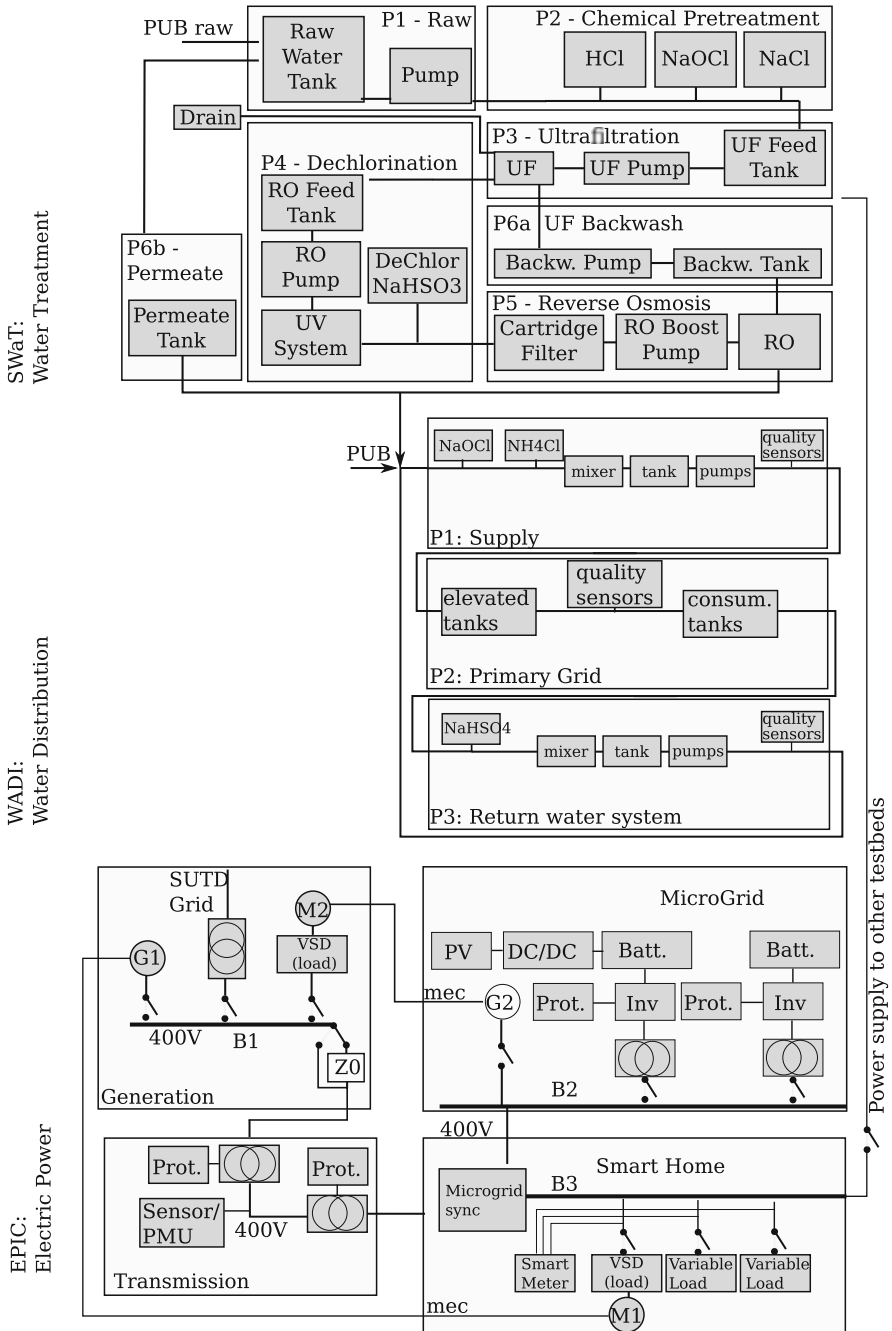 PUB raw
P1 - Raw
Raw
Water
Tank
Pump
P2 - Chemical Pretreatment
HCl
NaOCl
NaCl
Drain
P3 - Ultrafiltration
UF
UF Pump
UF Feed
Tank
P4 - Dechlorination
RO Feed
Tank
RO
Pump
DeChlor
NaHSO3
UV
System
P6a UF Backwash
Backw. Pump
Backw. Tank
P6b -
Permeate
Permeate
Tank
P5 - Reverse Osmosis
Cartridge
Filter
RO Boost
Pump
RO
SWaT:
Water Treatment
PUB
NaOCl
NH4Cl
mixer
tank
pumps
quality
sensors
P1: Supply
elevated
tanks
quality
sensors
consum.
tanks
P2: Primary Grid
NaHSO4
mixer
tank
pumps
quality
sensors
P3: Return water system
WADI:
Water Distribution
SUTD
Grid
M2
VSD
(load)
G1
400V
B1
Z0
Generation
MicroGrid
PV
DC/DC
Batt.
Batt.
mec
G2
Prot.
Inv
Prot.
Inv
B2
400V
Power supply to other testbeds
Prot.
Prot.
Sensor/
PMU
400V
Transmission
Smart Home
Microgrid
sync
B3
Smart
Meter
VSD
(load)
Variable
Load
Variable
Load
mec
M1
EPIC:
Electric Power